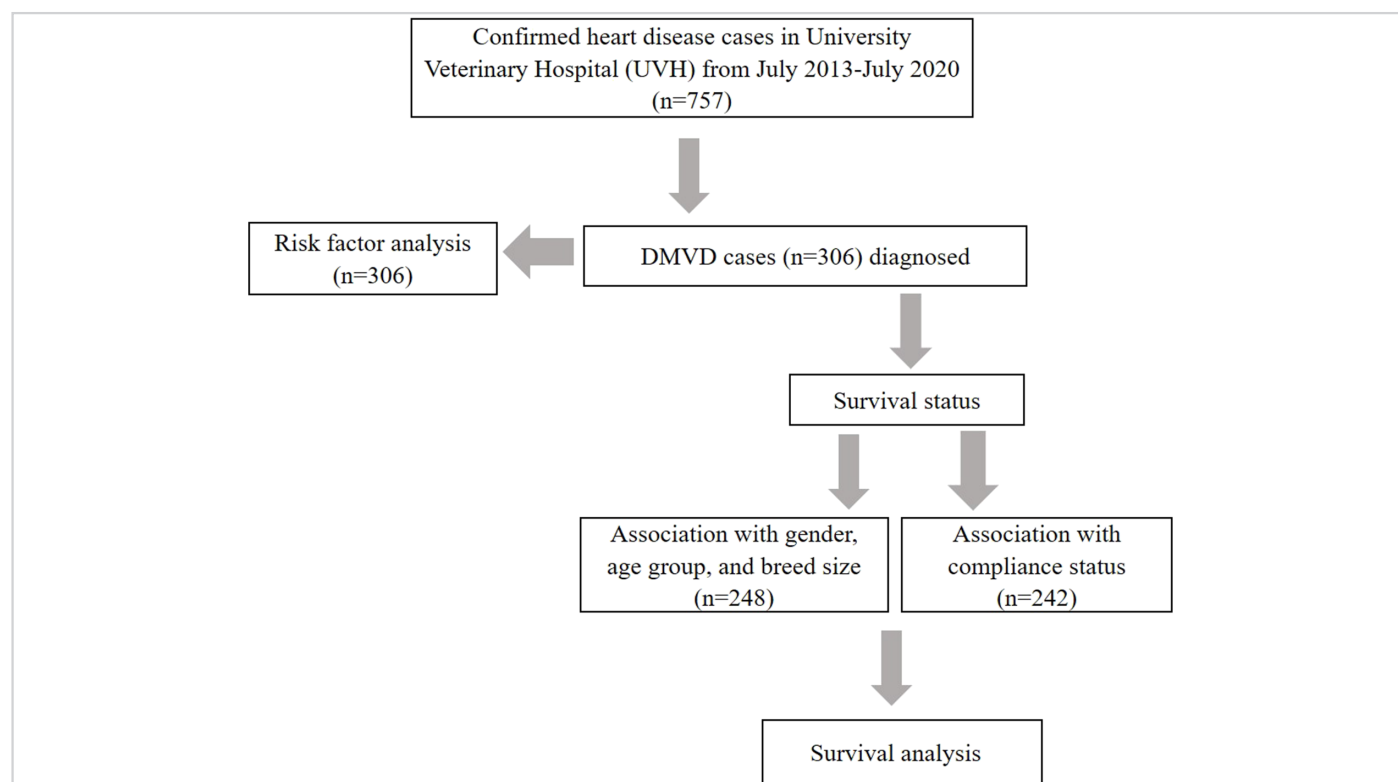 Confirmed heart disease cases in University
Veterinary Hospital (UVH) from July 2013-July 2020
(n=757)
Risk factor analysis
(n=306)
DMVD cases (n=306) diagnosed
Survival status
Association with gender,
age group, and breed size
(n=248)
Association with
compliance status
(n=242)
Survival analysis